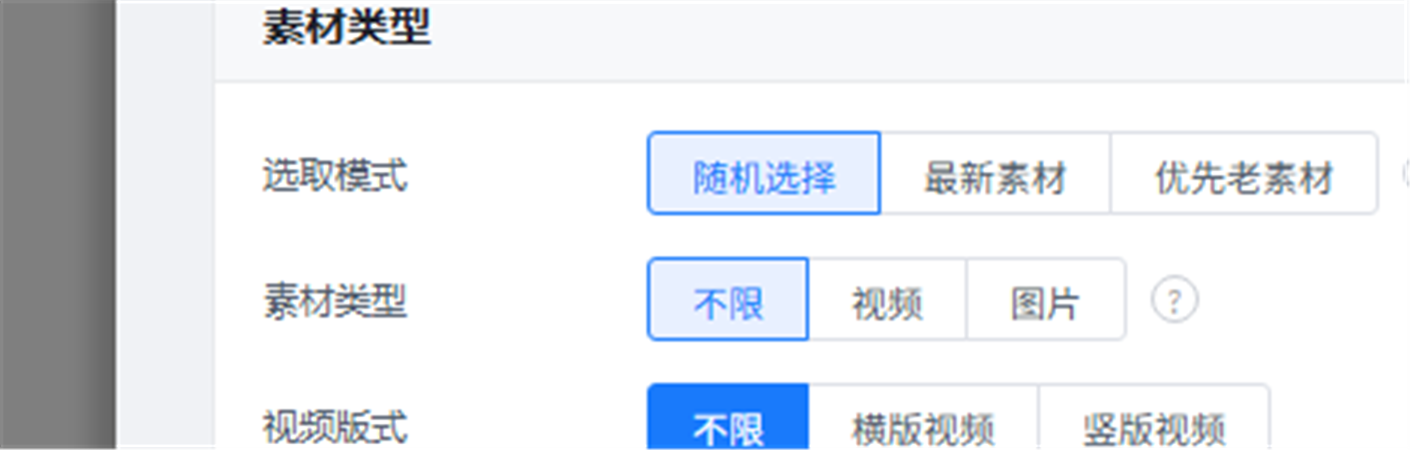 素材类型
选取模式 随机选择 最新素材 优先老素材
素材类型 不限 视频 图片 ?
视频版式 不限 横版视频 竖版视频